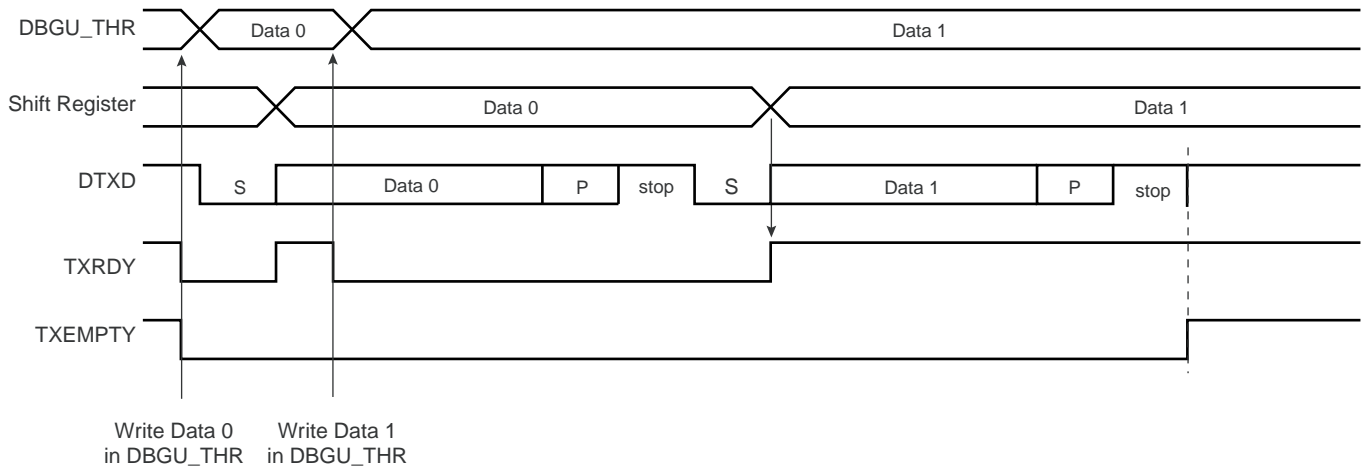 DBGU_THR Data 0 Data 1
Shift Register Data 0 Data 1
DTXD S Data 0 P stop S Data 1 P stop
TXRDY
TXEMPTY
Write Data 0 Write Data 1
in DBGU_THR in DBGU_THR